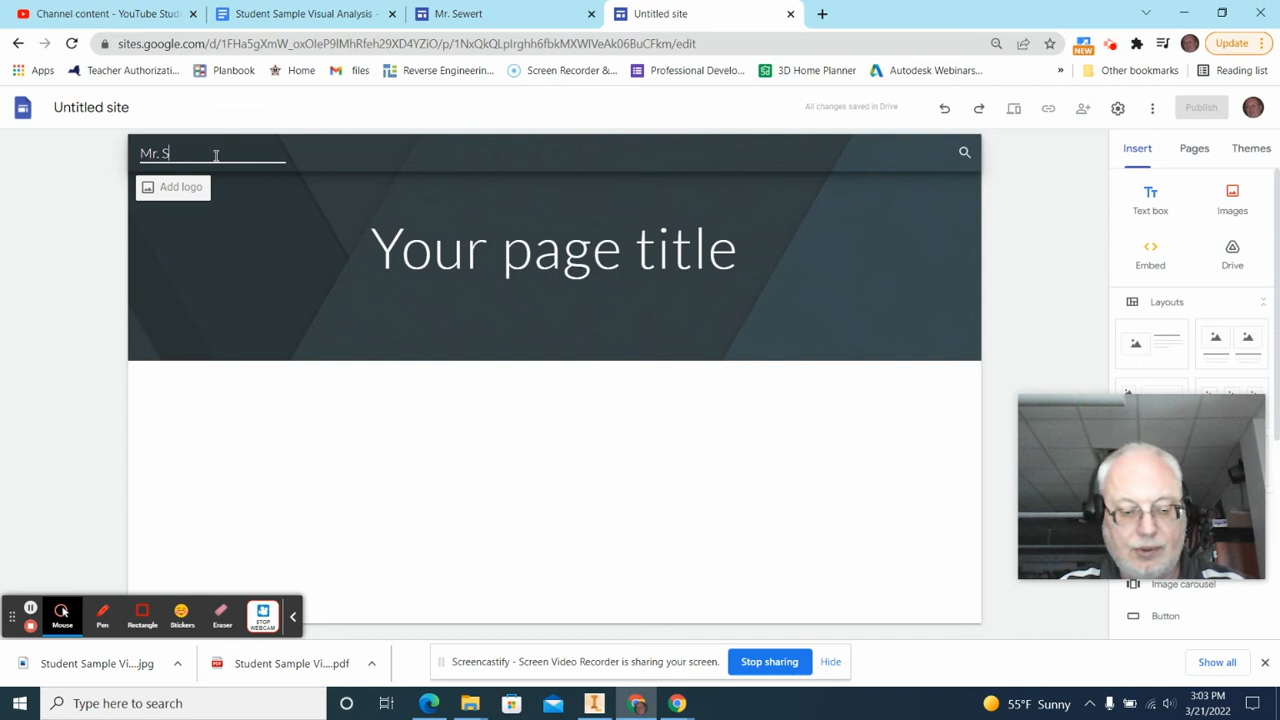 Channel content - YouTube Studi
Student Sample Visual Analysis -
Mr. Sewert
Untitled site
sites.google.com/d/1FHa5gXmW_oxOIeP9lMhRfehZ0XD1YZiO/p/1NxOZQLpIrghh6fbkMXWIVeAk06BuCFkm/edit
NEW
Update
Apps
Teacher Authorizati...
Planbook
Home
files
Reverse Engineerin...
Screen Recorder &...
Professional Develo...
3D Home Planner
Autodesk Webinars...
»
Other bookmarks
Reading list
Untitled site
All changes saved in Drive
Publish
Mr. S
Add logo
Your page title
Insert
Pages
Themes
Text box
Images
Embed
Drive
Layouts
Image carousel
Button
Mouse
Pen
Rectangle
Stickers
Eraser
STOP WEBCAM
Student Sample Vi....jpg
Student Sample Vi....pdf
Screencastify - Screen Video Recorder is sharing your screen.
Stop sharing
Hide
Show all
Type here to search
55°F Sunny
3:03 PM
3/21/2022